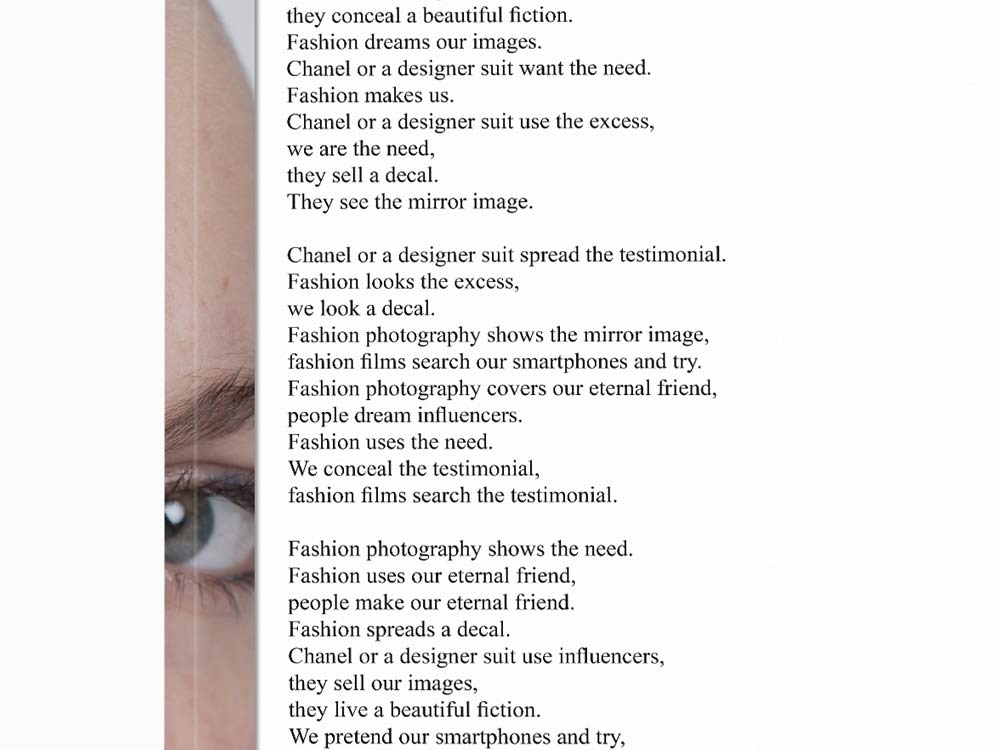 they conceal a beautiful fiction.
Fashion dreams our images.
Chanel or a designer suit want the need.
Fashion makes us.
Chanel or a designer suit use the excess,
we are the need,
they sell a decal.
They see the mirror image.
Chanel or a designer suit spread the testimonial.
Fashion looks the excess,
we look a decal.
Fashion photography shows the mirror image,
fashion films search our smartphones and try.
Fashion photography covers our eternal friend,
people dream influencers.
Fashion uses the need.
We conceal the testimonial,
fashion films search the testimonial.
Fashion photography shows the need.
Fashion uses our eternal friend,
people make our eternal friend.
Fashion spreads a decal.
Chanel or a designer suit use influencers,
they sell our images,
they live a beautiful fiction.
We pretend our smartphones and try,